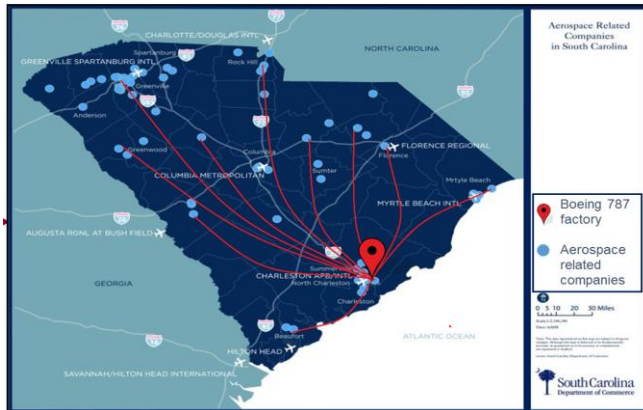 Aerospace Related
Companies
in South Carolina
CHARLOTTE/DOUGLAS INTL
NORTH CAROLINA
Spartanburg
Rock Hill
GREENVILLE SPARTANBURG INTL
Greenville
Anderson
Greenwood
Columbia
COLUMBIA METROPOLITAN
Sumter
FLORENCE REGIONAL
Florence
Mrtyle Beach
MYRTLE BEACH INTL
AUGUSTA RGNL AT BUSH FIELD
GEORGIA
CHARLESTON AFB/INTL
North Charleston
Charleston
Beaufort
HILTON HEAD
SAVANNAH/HILTON HEAD INTERNATIONAL
ATLANTIC OCEAN
Boeing 787
factory
Aerospace
related
companies
0 5 10 20 30 Miles
South Carolina
Department of Commerce